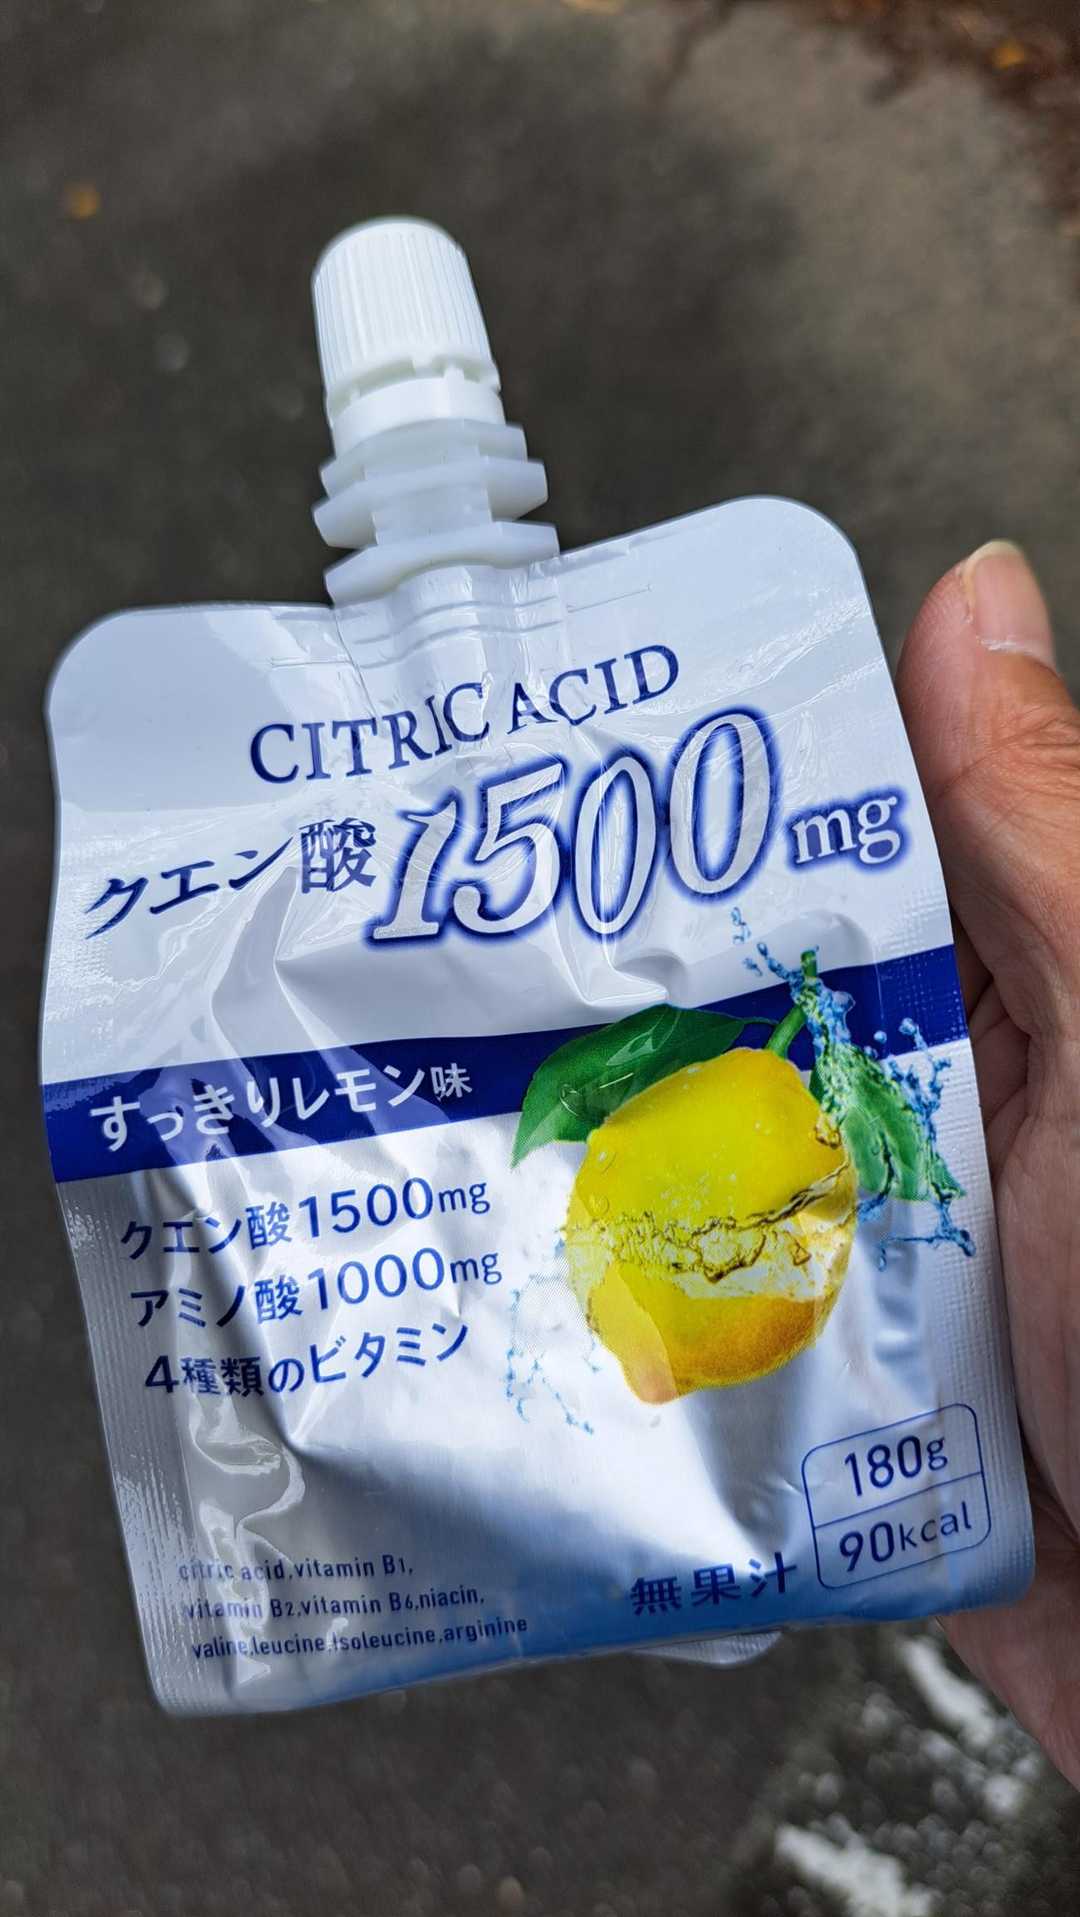 CITRIC ACID
クエン酸1500mg
すっきりレモン味
クエン酸1500mg
アミノ酸1000mg
4種類のビタミン
180g
90kcal
無果汁
citric acid,vitamin B1,
vitamin B2,vitamin B6,niacin,
valine,leucine,Isoleucine,arginine